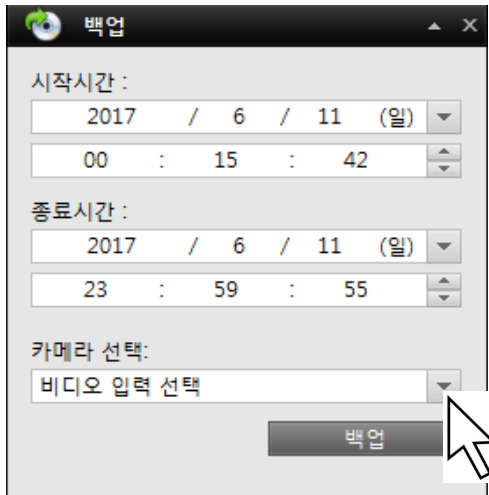 백업
시작시간 :
2017 / 6 / 11 (일)
00 : 15 : 42
종료시간 :
2017 / 6 / 11 (일)
23 : 59 : 55
카메라 선택:
비디오 입력 선택
백업